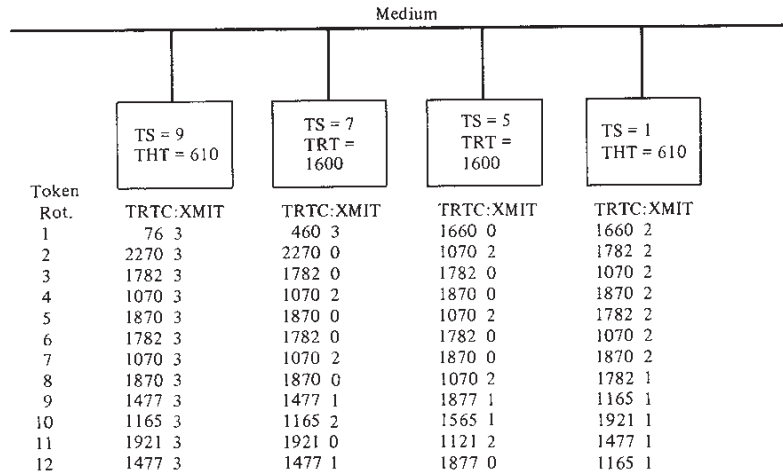 Medium
TS = 9
THT = 610
TS = 7
TRT =
1600
TS = 5
TRT =
1600
TS = 1
THT = 610
Token
Rot. TRTC:XMIT TRTC:XMIT TRTC:XMIT TRTC:XMIT
1 76 3 460 3 1660 0 1660 2
2 2270 3 2270 0 1070 2 1782 2
3 1782 3 1782 0 1782 0 1070 2
4 1070 3 1070 2 1870 0 1870 2
5 1870 3 1870 0 1070 2 1782 2
6 1782 3 1782 0 1782 0 1070 2
7 1070 3 1070 2 1870 0 1870 2
8 1870 3 1870 0 1070 2 1782 1
9 1477 3 1477 1 1877 1 1165 1
10 1165 3 1165 2 1565 1 1921 1
11 1921 3 1921 0 1121 2 1477 1
12 1477 3 1477 1 1877 0 1165 1